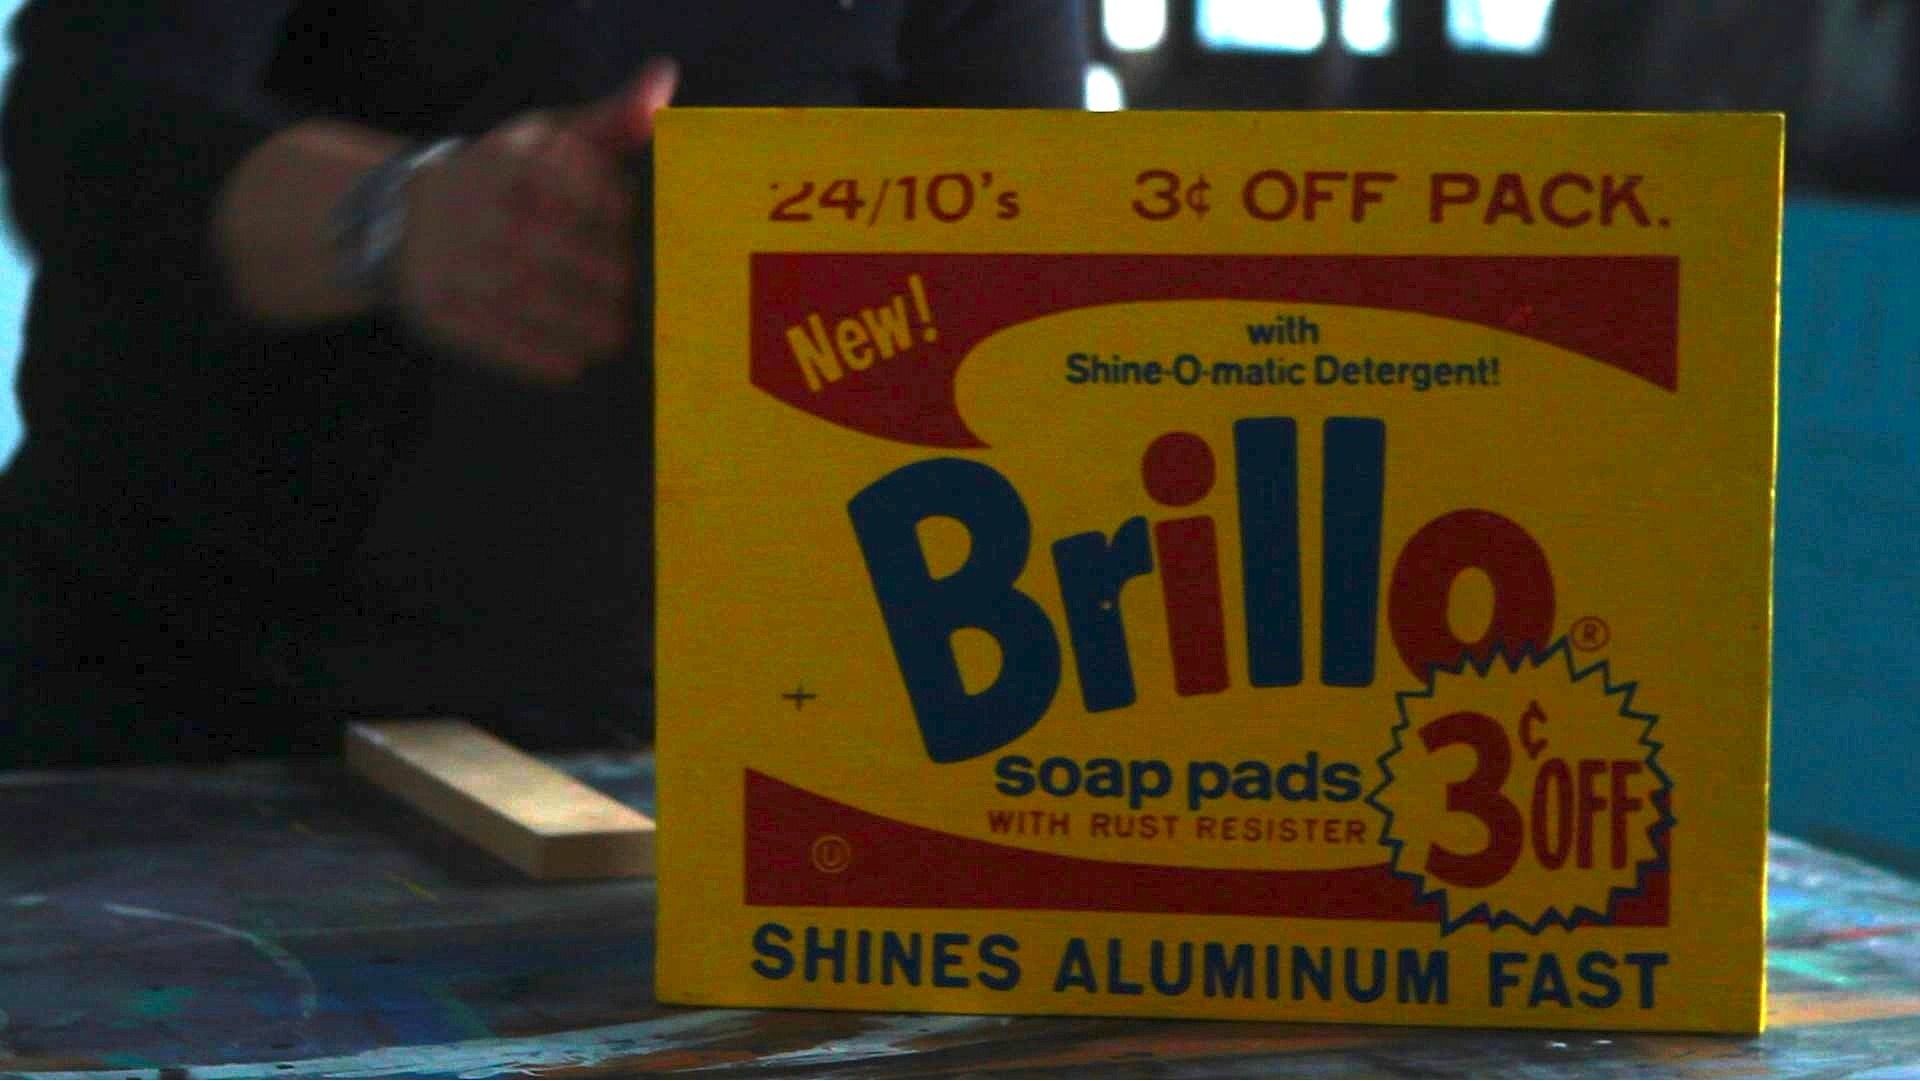 24/10's 3¢ OFF PACK.
New!
with
Shine-O-matic Detergent!
Brillo®
soap pads
WITH RUST RESISTER
3¢ OFF
U
SHINES ALUMINUM FAST